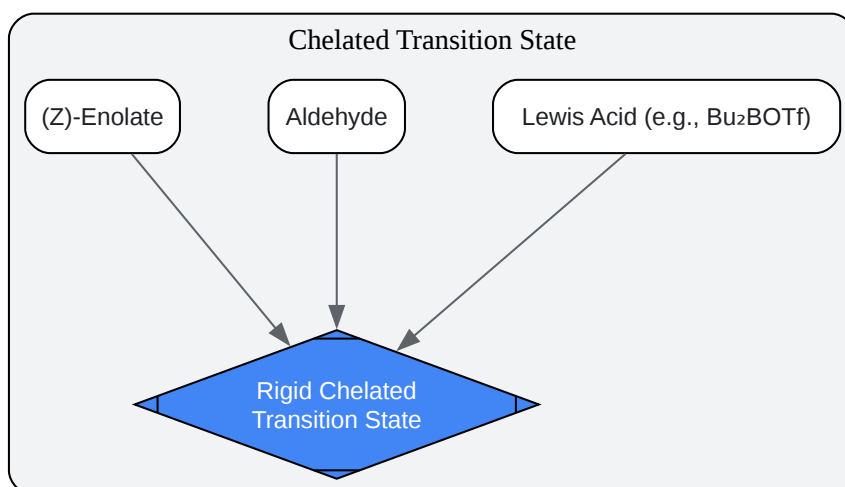 Chelated Transition State
(Z)-Enolate
Aldehyde
Lewis Acid (e.g., Bu₂BOTf)
Rigid Chelated
Transition State